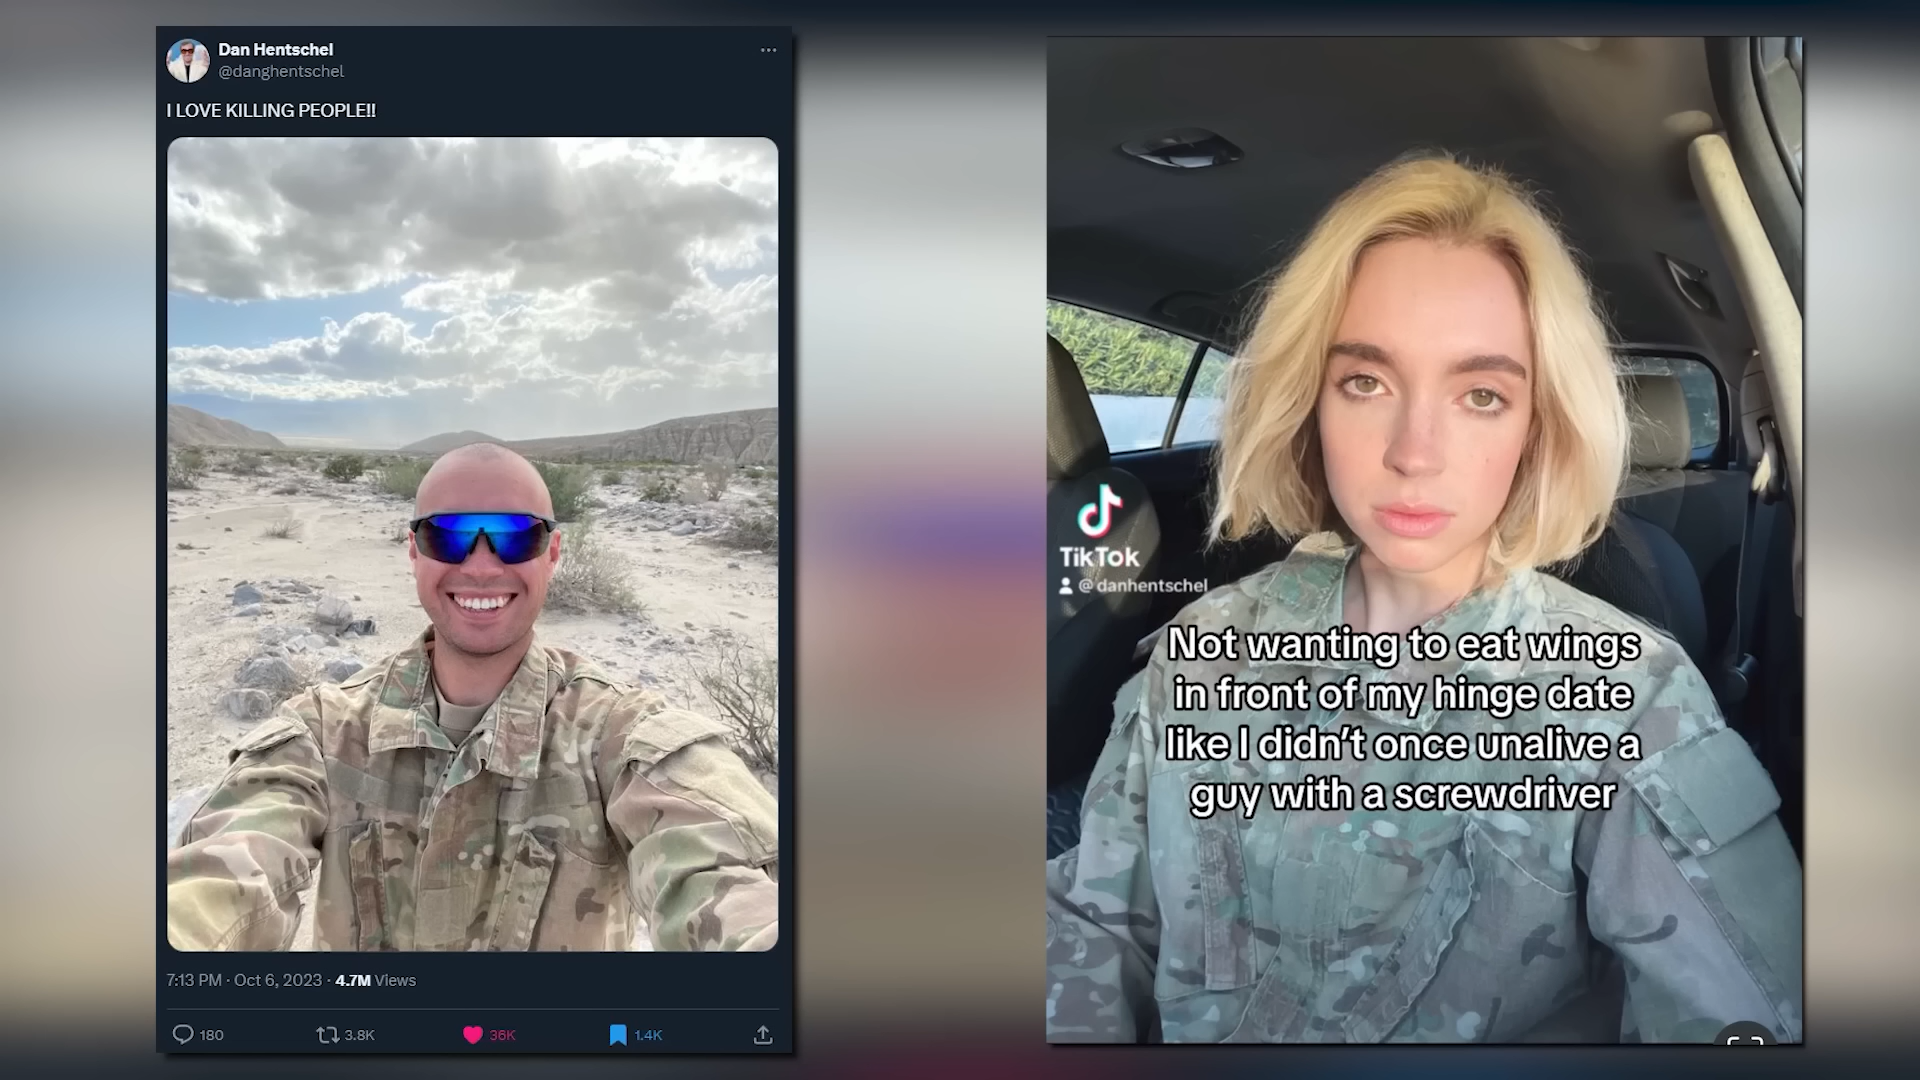 Dan Hentschel
@danghentschel
I LOVE KILLING PEOPLE!!
7:13 PM · Oct 6, 2023 · 4.7M Views
180
3.8K
36K
1.4K
TikTok
@danhentschel
Not wanting to eat wings
in front of my hinge date
like I didn't once unalive a
guy with a screwdriver